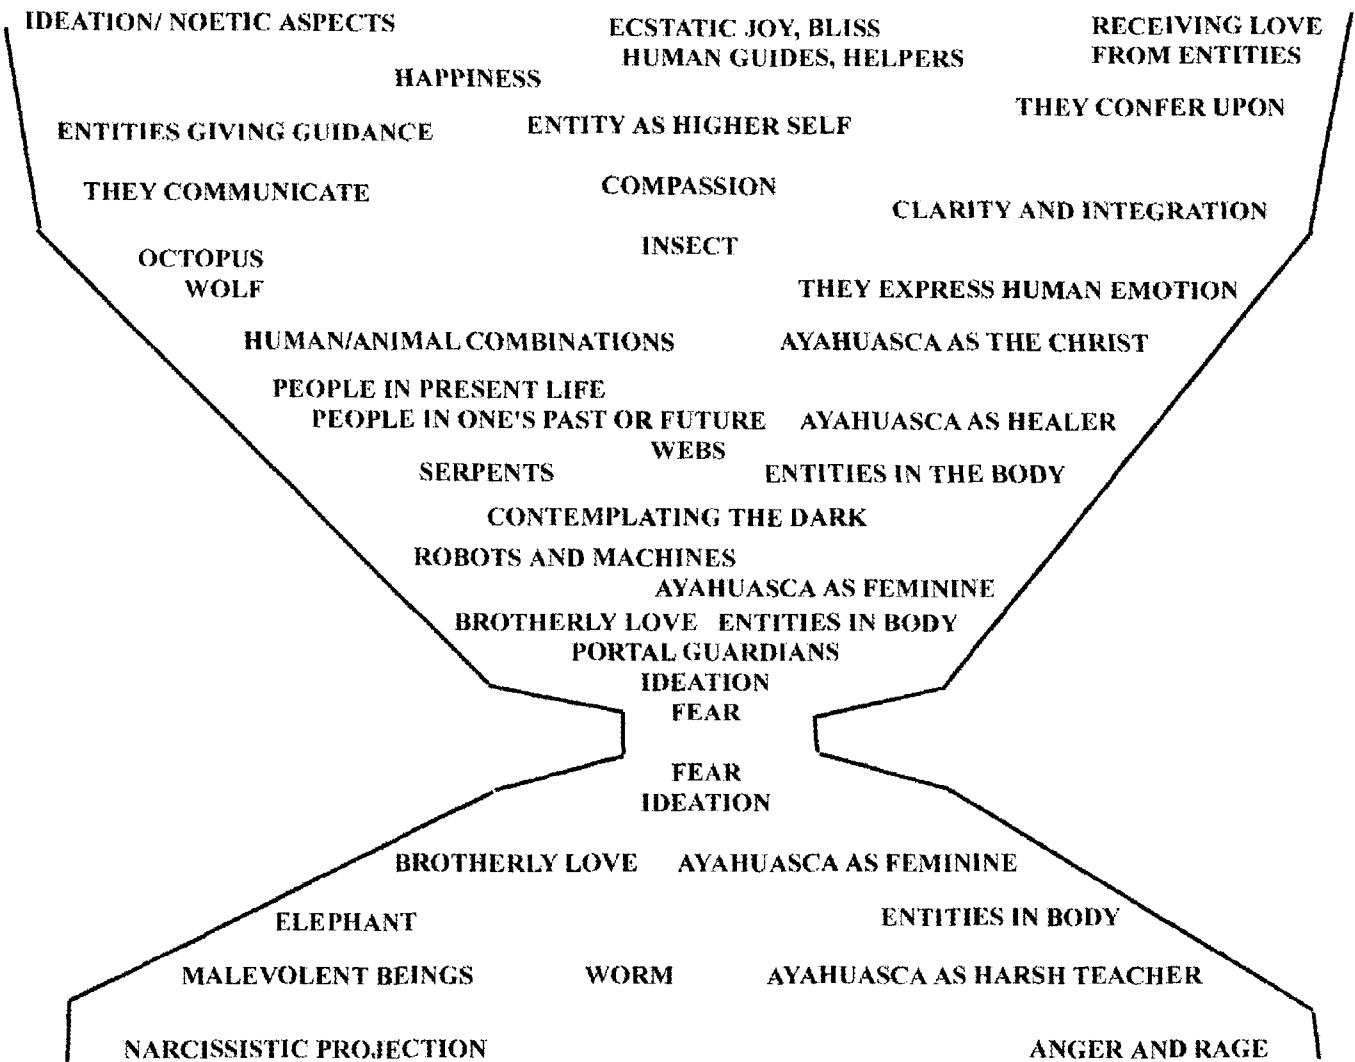 IDEATION/ NOETIC ASPECTS
ECSTATIC JOY, BLISS
RECEIVING LOVE
HUMAN GUIDES, HELPERS
FROM ENTITIES
HAPPINESS
THEY CONFER UPON
ENTITIES GIVING GUIDANCE
ENTITY AS HIGHER SELF
THEY COMMUNICATE
COMPASSION
CLARITY AND INTEGRATION
INSECT
OCTOPUS
WOLF
THEY EXPRESS HUMAN EMOTION
HUMAN/ANIMAL COMBINATIONS
AYAHUASCA AS THE CHRIST
PEOPLE IN PRESENT LIFE
PEOPLE IN ONE'S PAST OR FUTURE
AYAHUASCA AS HEALER
WEBS
SERPENTS
ENTITIES IN THE BODY
CONTEMPLATING THE DARK
ROBOTS AND MACHINES
AYAHUASCA AS FEMININE
BROTHERLY LOVE
ENTITIES IN BODY
PORTAL GUARDIANS
IDEATION
FEAR
FEAR
IDEATION
BROTHERLY LOVE
AYAHUASCA AS FEMININE
ELEPHANT
ENTITIES IN BODY
MALEVOLENT BEINGS
WORM
AYAHUASCA AS HARSH TEACHER
NARCISSISTIC PROJECTION
ANGER AND RAGE